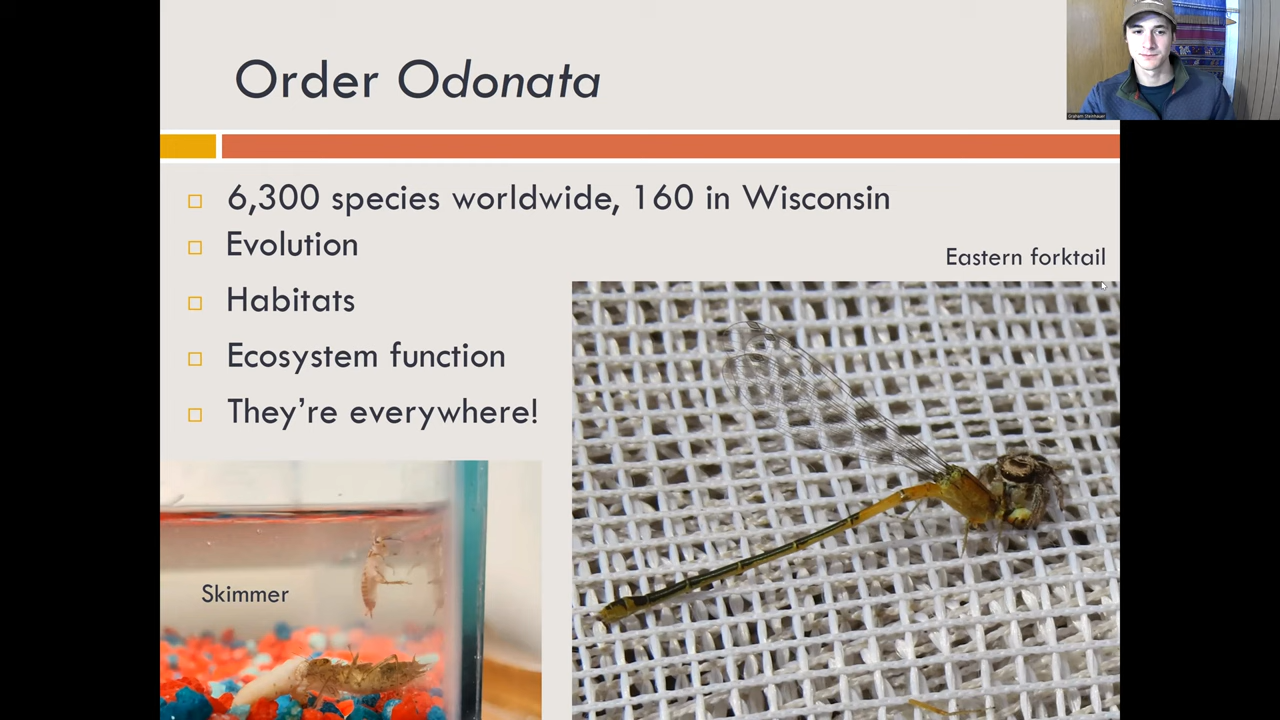 Order Odonata
6,300 species worldwide, 160 in Wisconsin
Evolution
Habitats
Ecosystem function
They're everywhere!
Eastern forktail
Skimmer